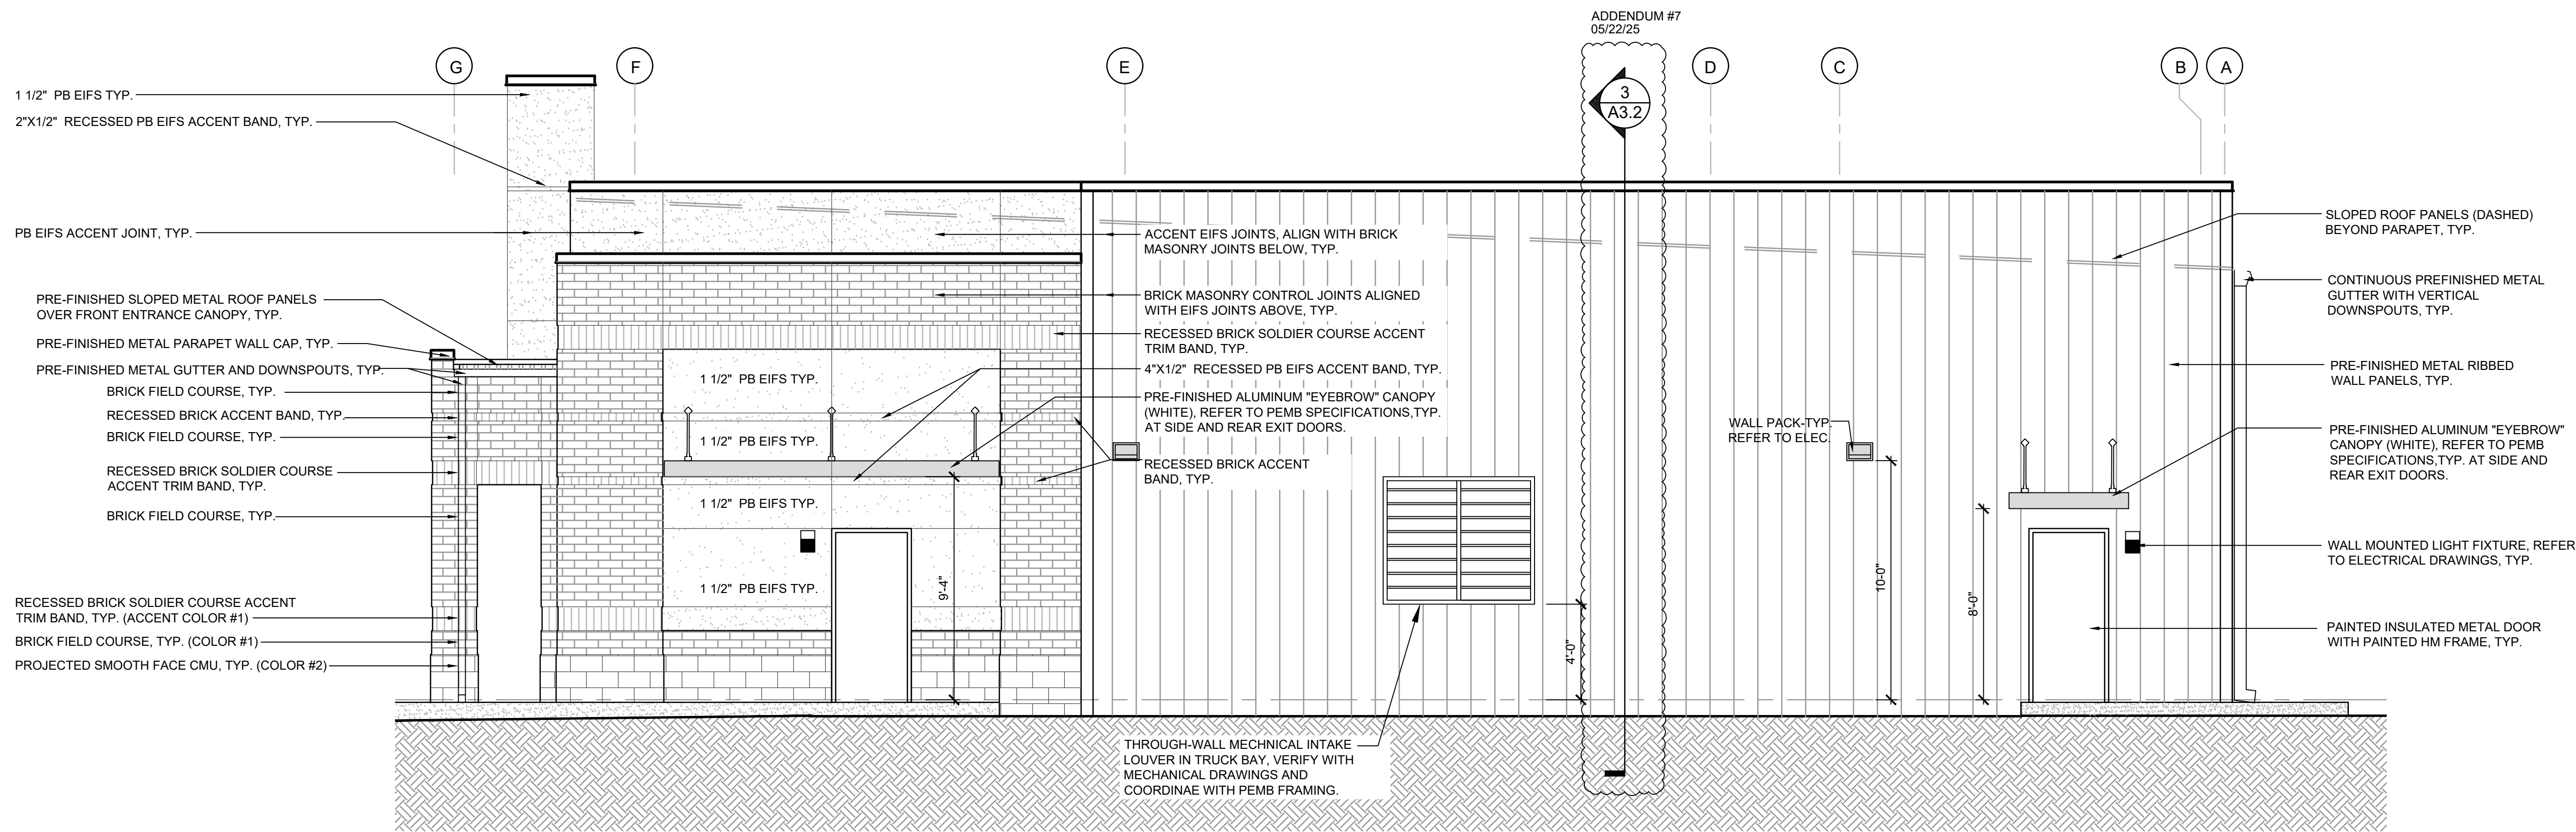 ADDENDUM #7
05/22/25
G
F
E
D
C
B
A
3
A3.2
1 1/2" PB EIFS TYP.
2"X1/2" RECESSED PB EIFS ACCENT BAND, TYP.
PB EIFS ACCENT JOINT, TYP.
PRE-FINISHED SLOPED METAL ROOF PANELS
OVER FRONT ENTRANCE CANOPY, TYP.
PRE-FINISHED METAL PARAPET WALL CAP, TYP.
PRE-FINISHED METAL GUTTER AND DOWNSPOUTS, TYP.
BRICK FIELD COURSE, TYP.
RECESSED BRICK ACCENT BAND, TYP.
BRICK FIELD COURSE, TYP.
RECESSED BRICK SOLDIER COURSE
ACCENT TRIM BAND, TYP.
BRICK FIELD COURSE, TYP.
RECESSED BRICK SOLDIER COURSE ACCENT
TRIM BAND, TYP. (ACCENT COLOR #1)
BRICK FIELD COURSE, TYP. (COLOR #1)
PROJECTED SMOOTH FACE CMU, TYP. (COLOR #2)
1 1/2" PB EIFS TYP.
1 1/2" PB EIFS TYP.
1 1/2" PB EIFS TYP.
1 1/2" PB EIFS TYP.
9'-4"
ACCENT EIFS JOINTS, ALIGN WITH BRICK
MASONRY JOINTS BELOW, TYP.
BRICK MASONRY CONTROL JOINTS ALIGNED
WITH EIFS JOINTS ABOVE, TYP.
RECESSED BRICK SOLDIER COURSE ACCENT
TRIM BAND, TYP.
4"X1/2" RECESSED PB EIFS ACCENT BAND, TYP.
PRE-FINISHED ALUMINUM "EYEBROW" CANOPY
(WHITE), REFER TO PEMB SPECIFICATIONS,TYP.
AT SIDE AND REAR EXIT DOORS.
RECESSED BRICK ACCENT
BAND, TYP.
THROUGH-WALL MECHNICAL INTAKE
LOUVER IN TRUCK BAY, VERIFY WITH
MECHANICAL DRAWINGS AND
COORDINAE WITH PEMB FRAMING.
4'-0"
WALL PACK-TYP.
REFER TO ELEC.
10'-0"
8'-0"
SLOPED ROOF PANELS (DASHED)
BEYOND PARAPET, TYP.
CONTINUOUS PREFINISHED METAL
GUTTER WITH VERTICAL
DOWNSPOUTS, TYP.
PRE-FINISHED METAL RIBBED
WALL PANELS, TYP.
PRE-FINISHED ALUMINUM "EYEBROW"
CANOPY (WHITE), REFER TO PEMB
SPECIFICATIONS,TYP. AT SIDE AND
REAR EXIT DOORS.
WALL MOUNTED LIGHT FIXTURE, REFER
TO ELECTRICAL DRAWINGS, TYP.
PAINTED INSULATED METAL DOOR
WITH PAINTED HM FRAME, TYP.